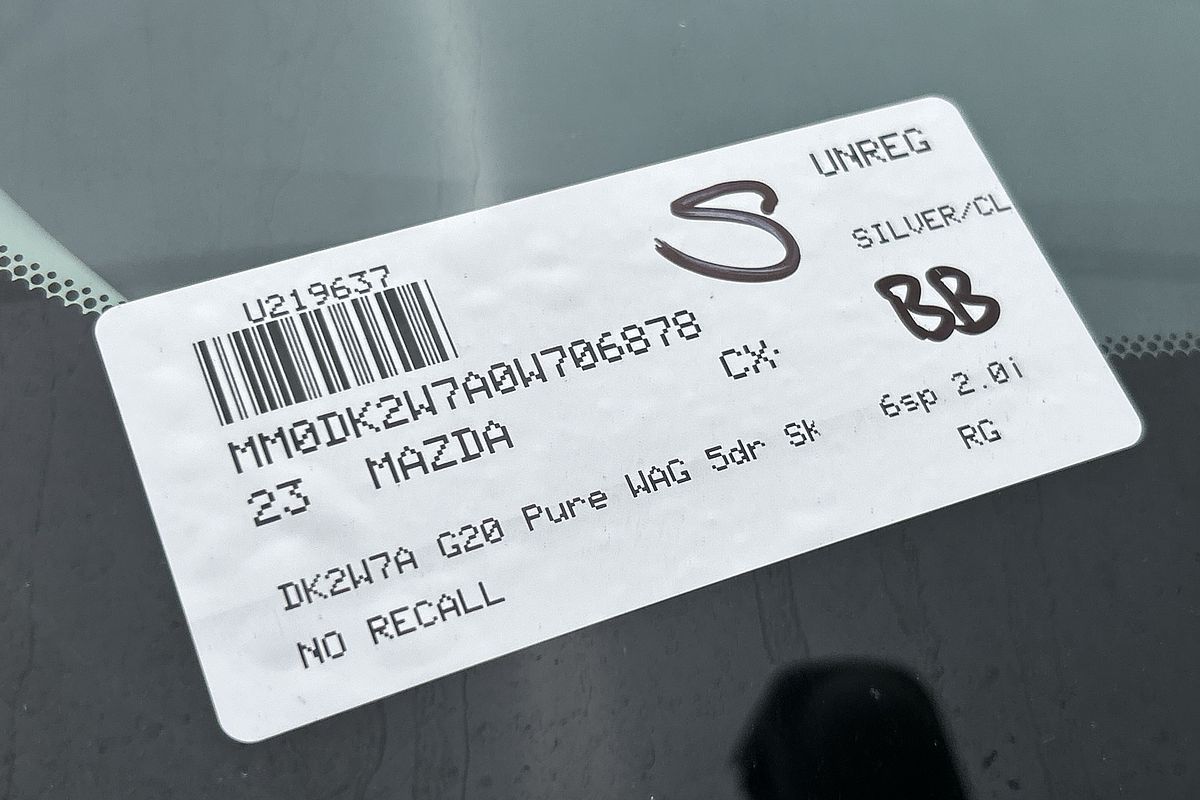 UNREG
S
SILVER/CL
U219637
BB
MM0DK2W7A0W706878
CX-
23 MAZDA
6sp 2.0i
DK2W7A G20 Pure WAG 5dr Sk
RG
NO RECALL